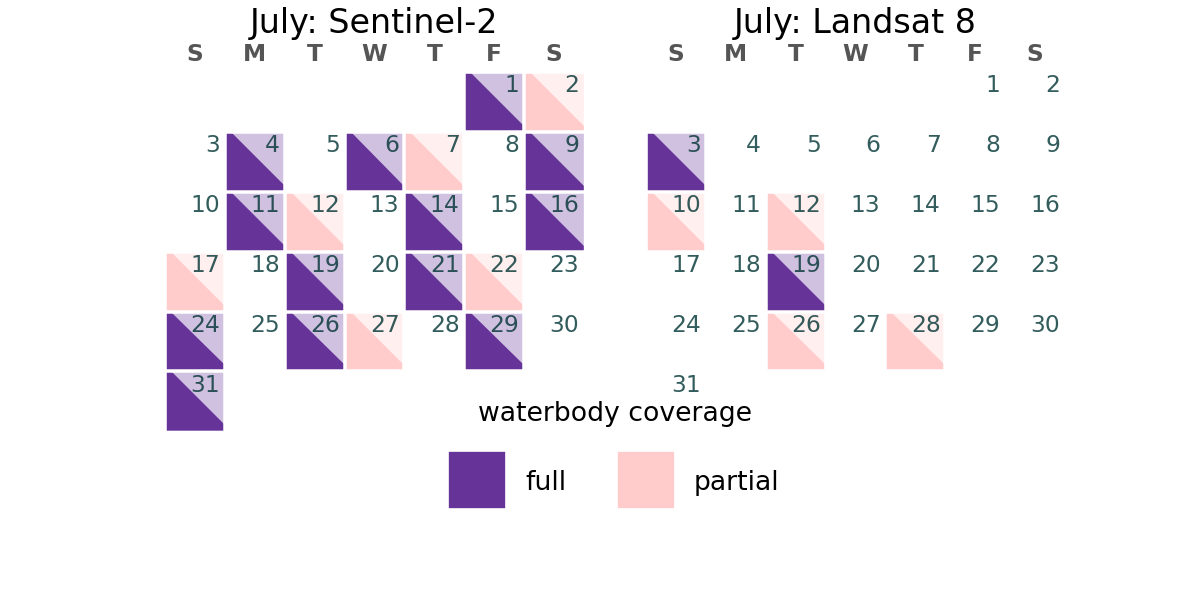 July: Sentinel-2
S M T W T F S
1 2
3 4 5 6 7 8 9
10 11 12 13 14 15 16
17 18 19 20 21 22 23
24 25 26 27 28 29 30
31
July: Landsat 8
S M T W T F S
1 2
3 4 5 6 7 8 9
10 11 12 13 14 15 16
17 18 19 20 21 22 23
24 25 26 27 28 29 30
31
waterbody coverage
full partial